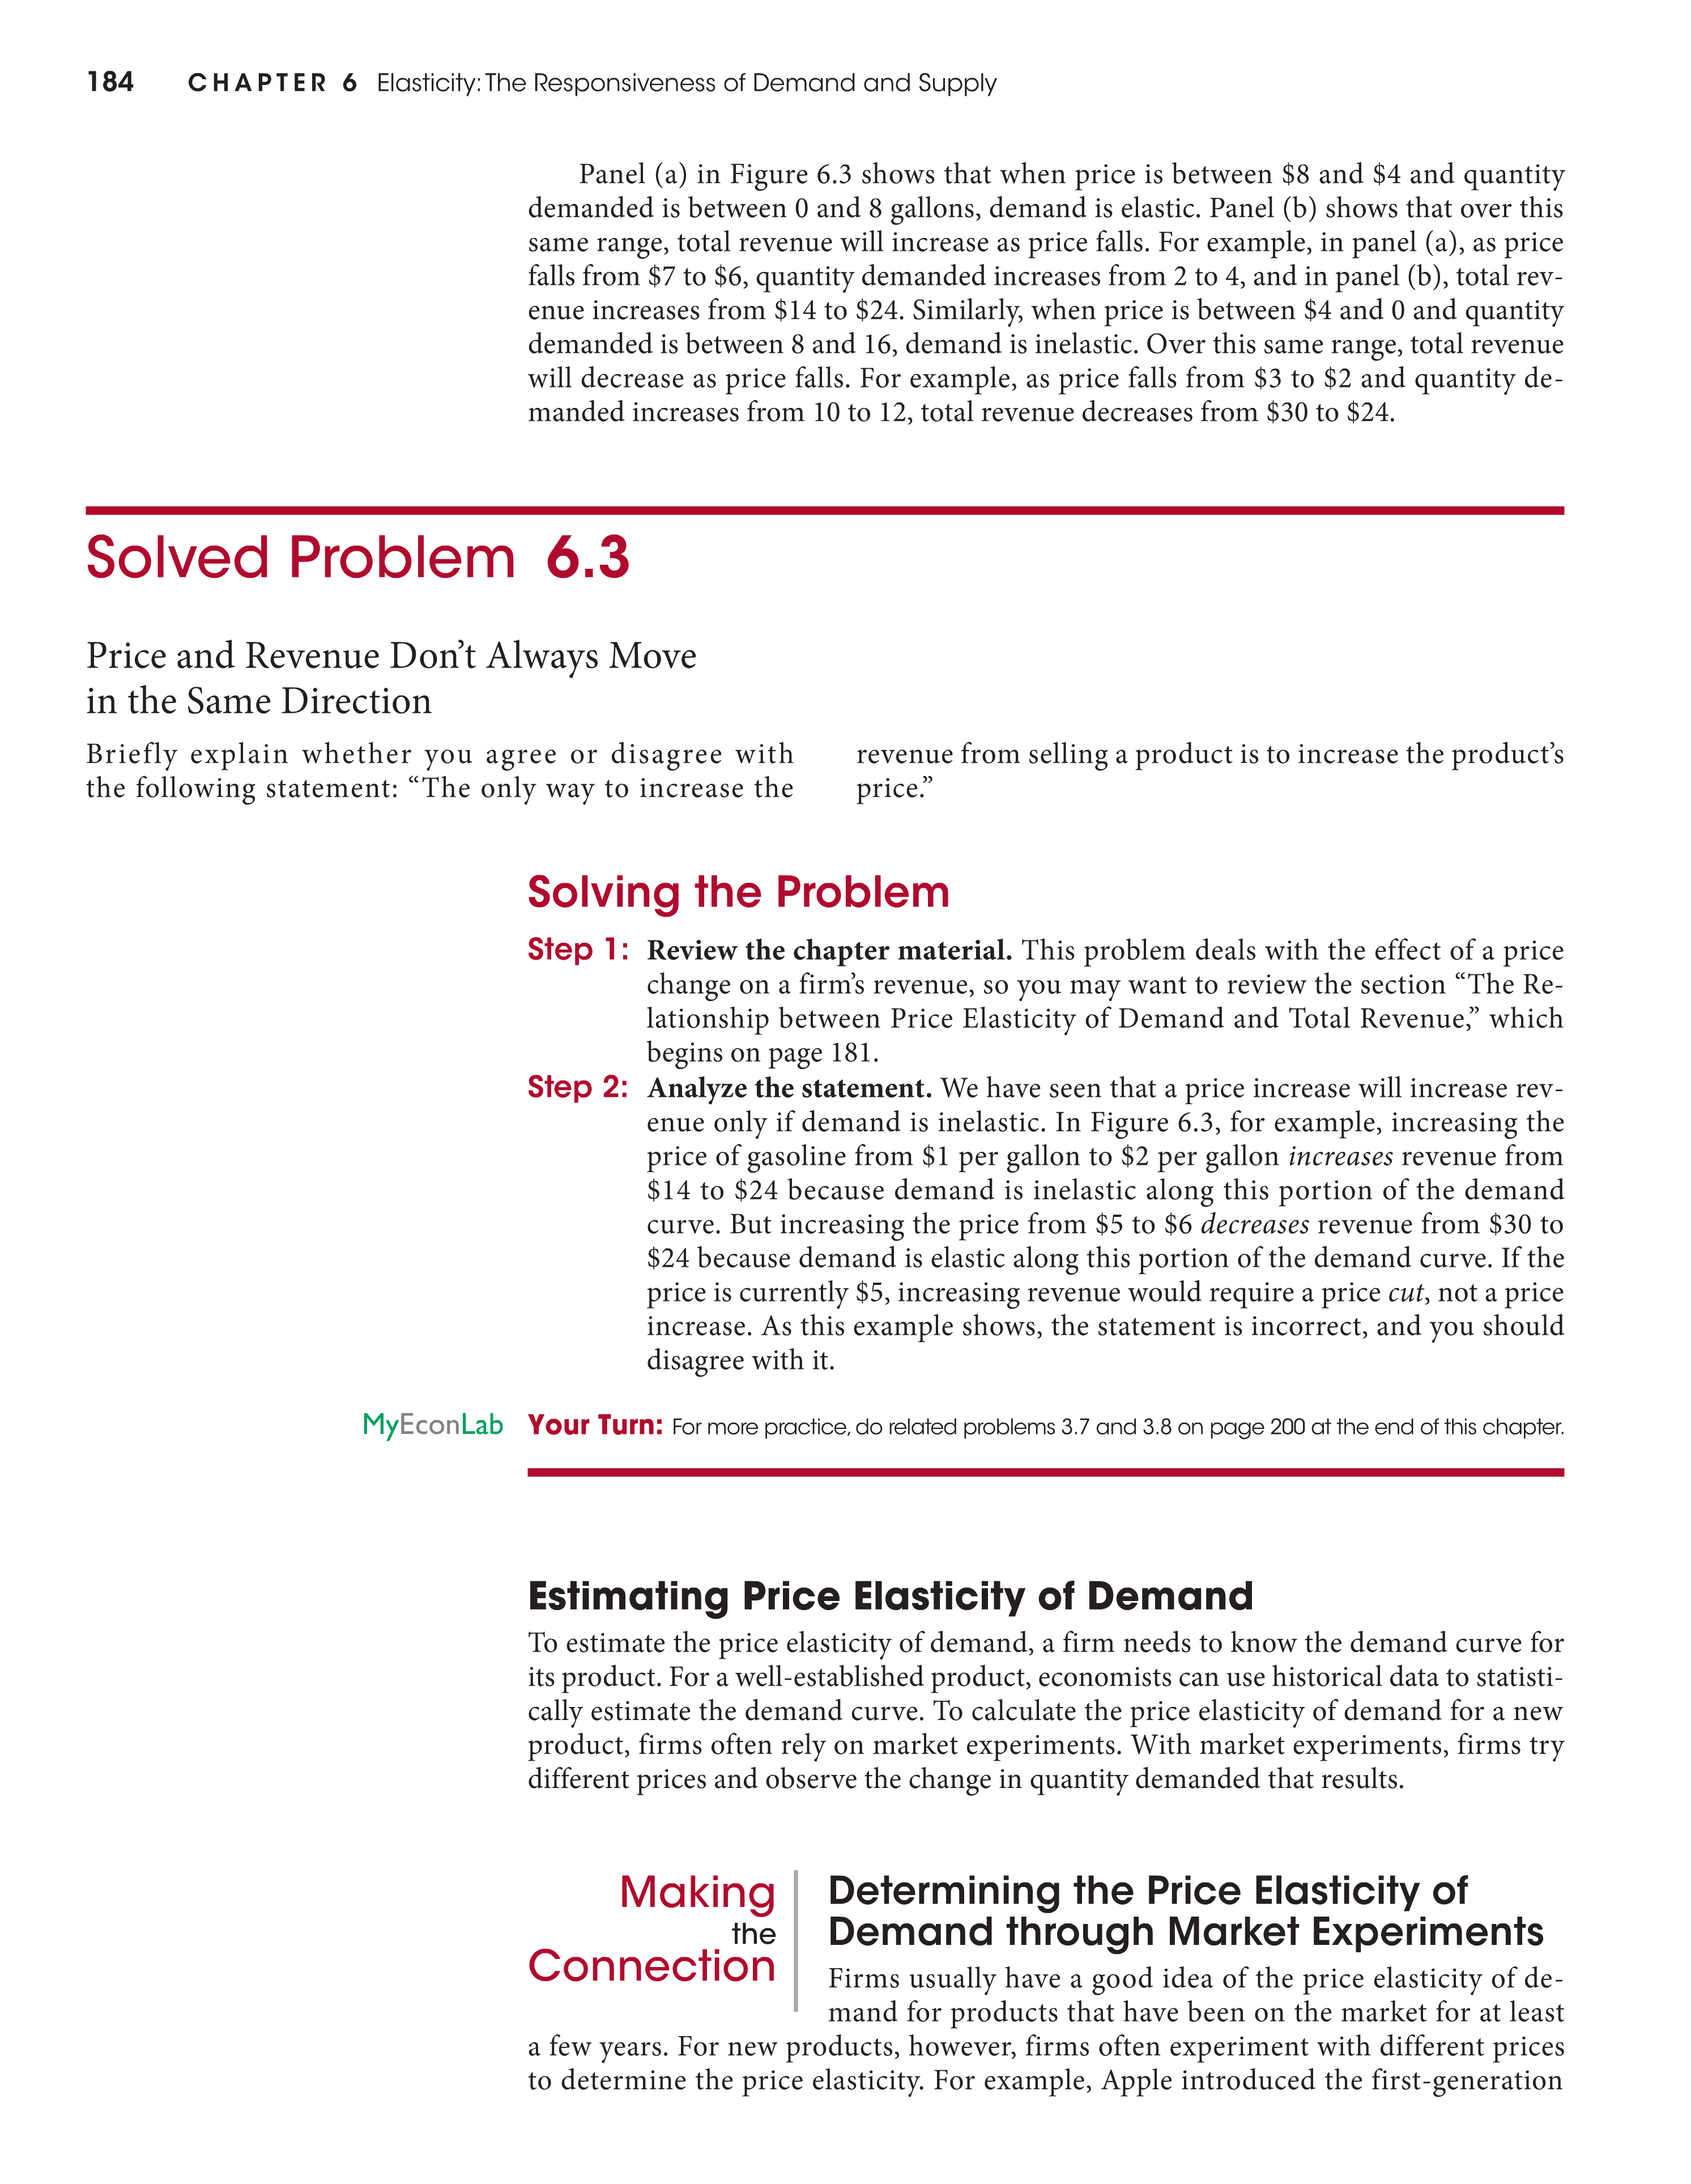 184 CHAPTER 6 Elasticity: The Responsiveness of Demand and Supply
Panel (a) in Figure 6.3 shows that when price is between $8 and $4 and quantity
demanded is between 0 and 8 gallons, demand is elastic. Panel (b) shows that over this
same range, total revenue will increase as price falls. For example, in panel (a), as price
falls from $7 to $6, quantity demanded increases from 2 to 4, and in panel (b), total rev-
enue increases from $14 to $24. Similarly, when price is between $4 and 0 and quantity
demanded is between 8 and 16, demand is inelastic. Over this same range, total revenue
will decrease as price falls. For example, as price falls from $3 to $2 and quantity de-
manded increases from 10 to 12, total revenue decreases from $30 to $24.
Solved Problem 6.3
Price and Revenue Don’t Always Move
in the Same Direction
Briefly explain whether you agree or disagree with
the following statement: “The only way to increase the
revenue from selling a product is to increase the product’s
price.”
Solving the Problem
Step 1: Review the chapter material. This problem deals with the effect of a price
change on a firm’s revenue, so you may want to review the section “The Re-
lationship between Price Elasticity of Demand and Total Revenue,” which
begins on page 181.
Step 2: Analyze the statement. We have seen that a price increase will increase rev-
enue only if demand is inelastic. In Figure 6.3, for example, increasing the
price of gasoline from $1 per gallon to $2 per gallon increases revenue from
$14 to $24 because demand is inelastic along this portion of the demand
curve. But increasing the price from $5 to $6 decreases revenue from $30 to
$24 because demand is elastic along this portion of the demand curve. If the
price is currently $5, increasing revenue would require a price cut, not a price
increase. As this example shows, the statement is incorrect, and you should
disagree with it.
MyEconLab Your Turn: For more practice, do related problems 3.7 and 3.8 on page 200 at the end of this chapter.
Estimating Price Elasticity of Demand
To estimate the price elasticity of demand, a firm needs to know the demand curve for
its product. For a well-established product, economists can use historical data to statisti-
cally estimate the demand curve. To calculate the price elasticity of demand for a new
product, firms often rely on market experiments. With market experiments, firms try
different prices and observe the change in quantity demanded that results.
Making
the
Connection
Determining the Price Elasticity of
Demand through Market Experiments
Firms usually have a good idea of the price elasticity of de-
mand for products that have been on the market for at least
a few years. For new products, however, firms often experiment with different prices
to determine the price elasticity. For example, Apple introduced the first-generation